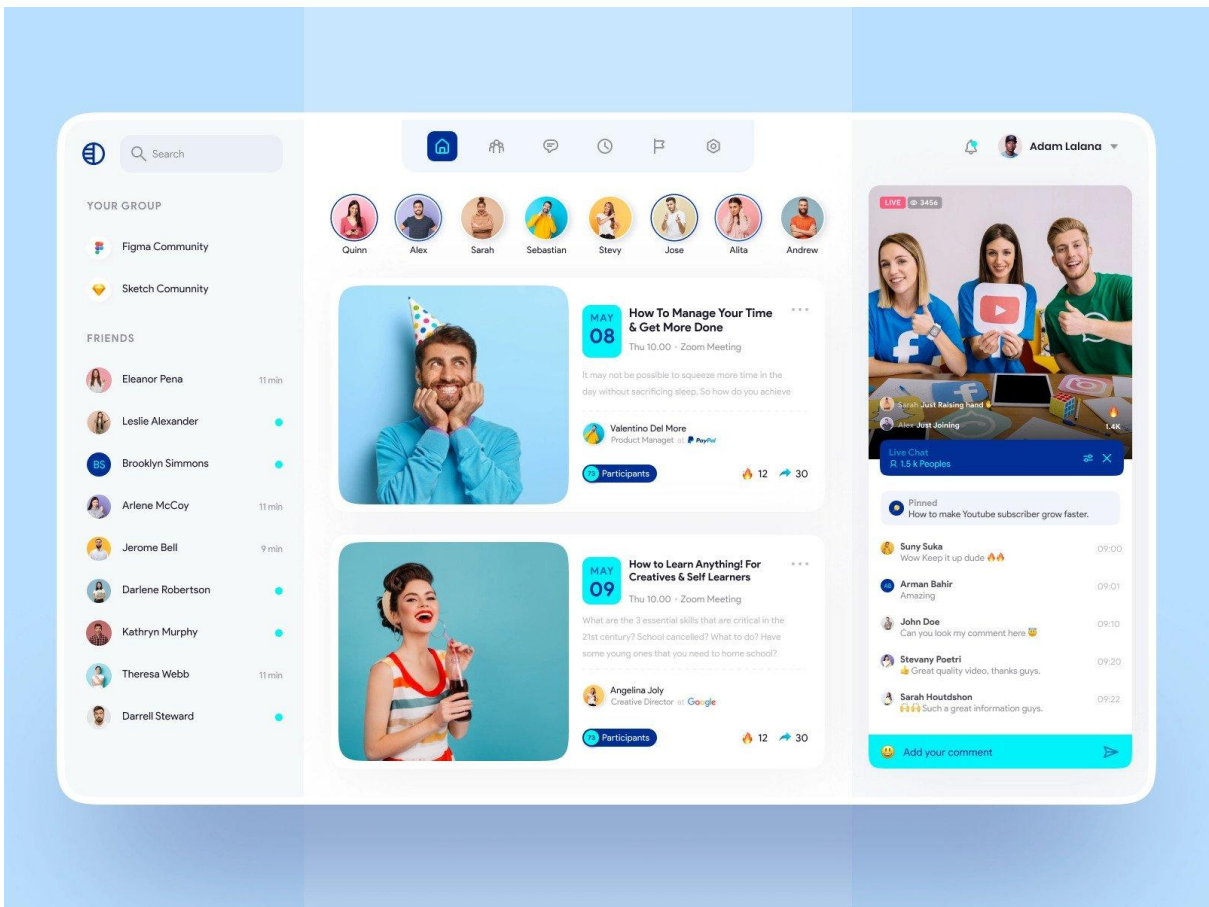 Search
YOUR GROUP
Figma Community
Sketch Comunnity
FRIENDS
Eleanor Pena
11 min
Leslie Alexander
BS
Brooklyn Simmons
Arlene McCoy
11 min
Jerome Bell
9 min
Darlene Robertson
Kathryn Murphy
Theresa Webb
11 min
Darrell Steward
Quinn
Alex
Sarah
Sebastian
Stevy
Jose
Alita
Andrew
MAY
08
How To Manage Your Time
& Get More Done
Thu 10.00 · Zoom Meeting
It may not be possible to squeeze more time in the
day without sacrificing sleep. So how do you achieve
Valentino Del More
Product Managet at PayPal
72 Participants
12
30
MAY
09
How to Learn Anything! For
Creatives & Self Learners
Thu 10.00 · Zoom Meeting
What are the 3 essential skills that are critical in the
21st century? School cancelled? What to do? Have
some young ones that you need to home school?
Angelina Joly
Creative Director at Google
Participants
12
30
Adam Lalana
LIVE
3456
f
Sarah Just Raising hand ✋
Alex Just Joining
🔥
1.4K
Live Chat
1.5 k Peoples
Pinned
How to make Youtube subscriber grow faster.
Suny Suka
09:00
Wow Keep it up dude 🔥🔥
AB
Arman Bahir
09:01
Amazing
John Doe
09:10
Can you look my comment here 😇
Stevany Poetri
09:20
👍 Great quality video, thanks guys.
Sarah Houtdshon
09:22
🙌🙌 Such a great information guys.
😃 Add your comment